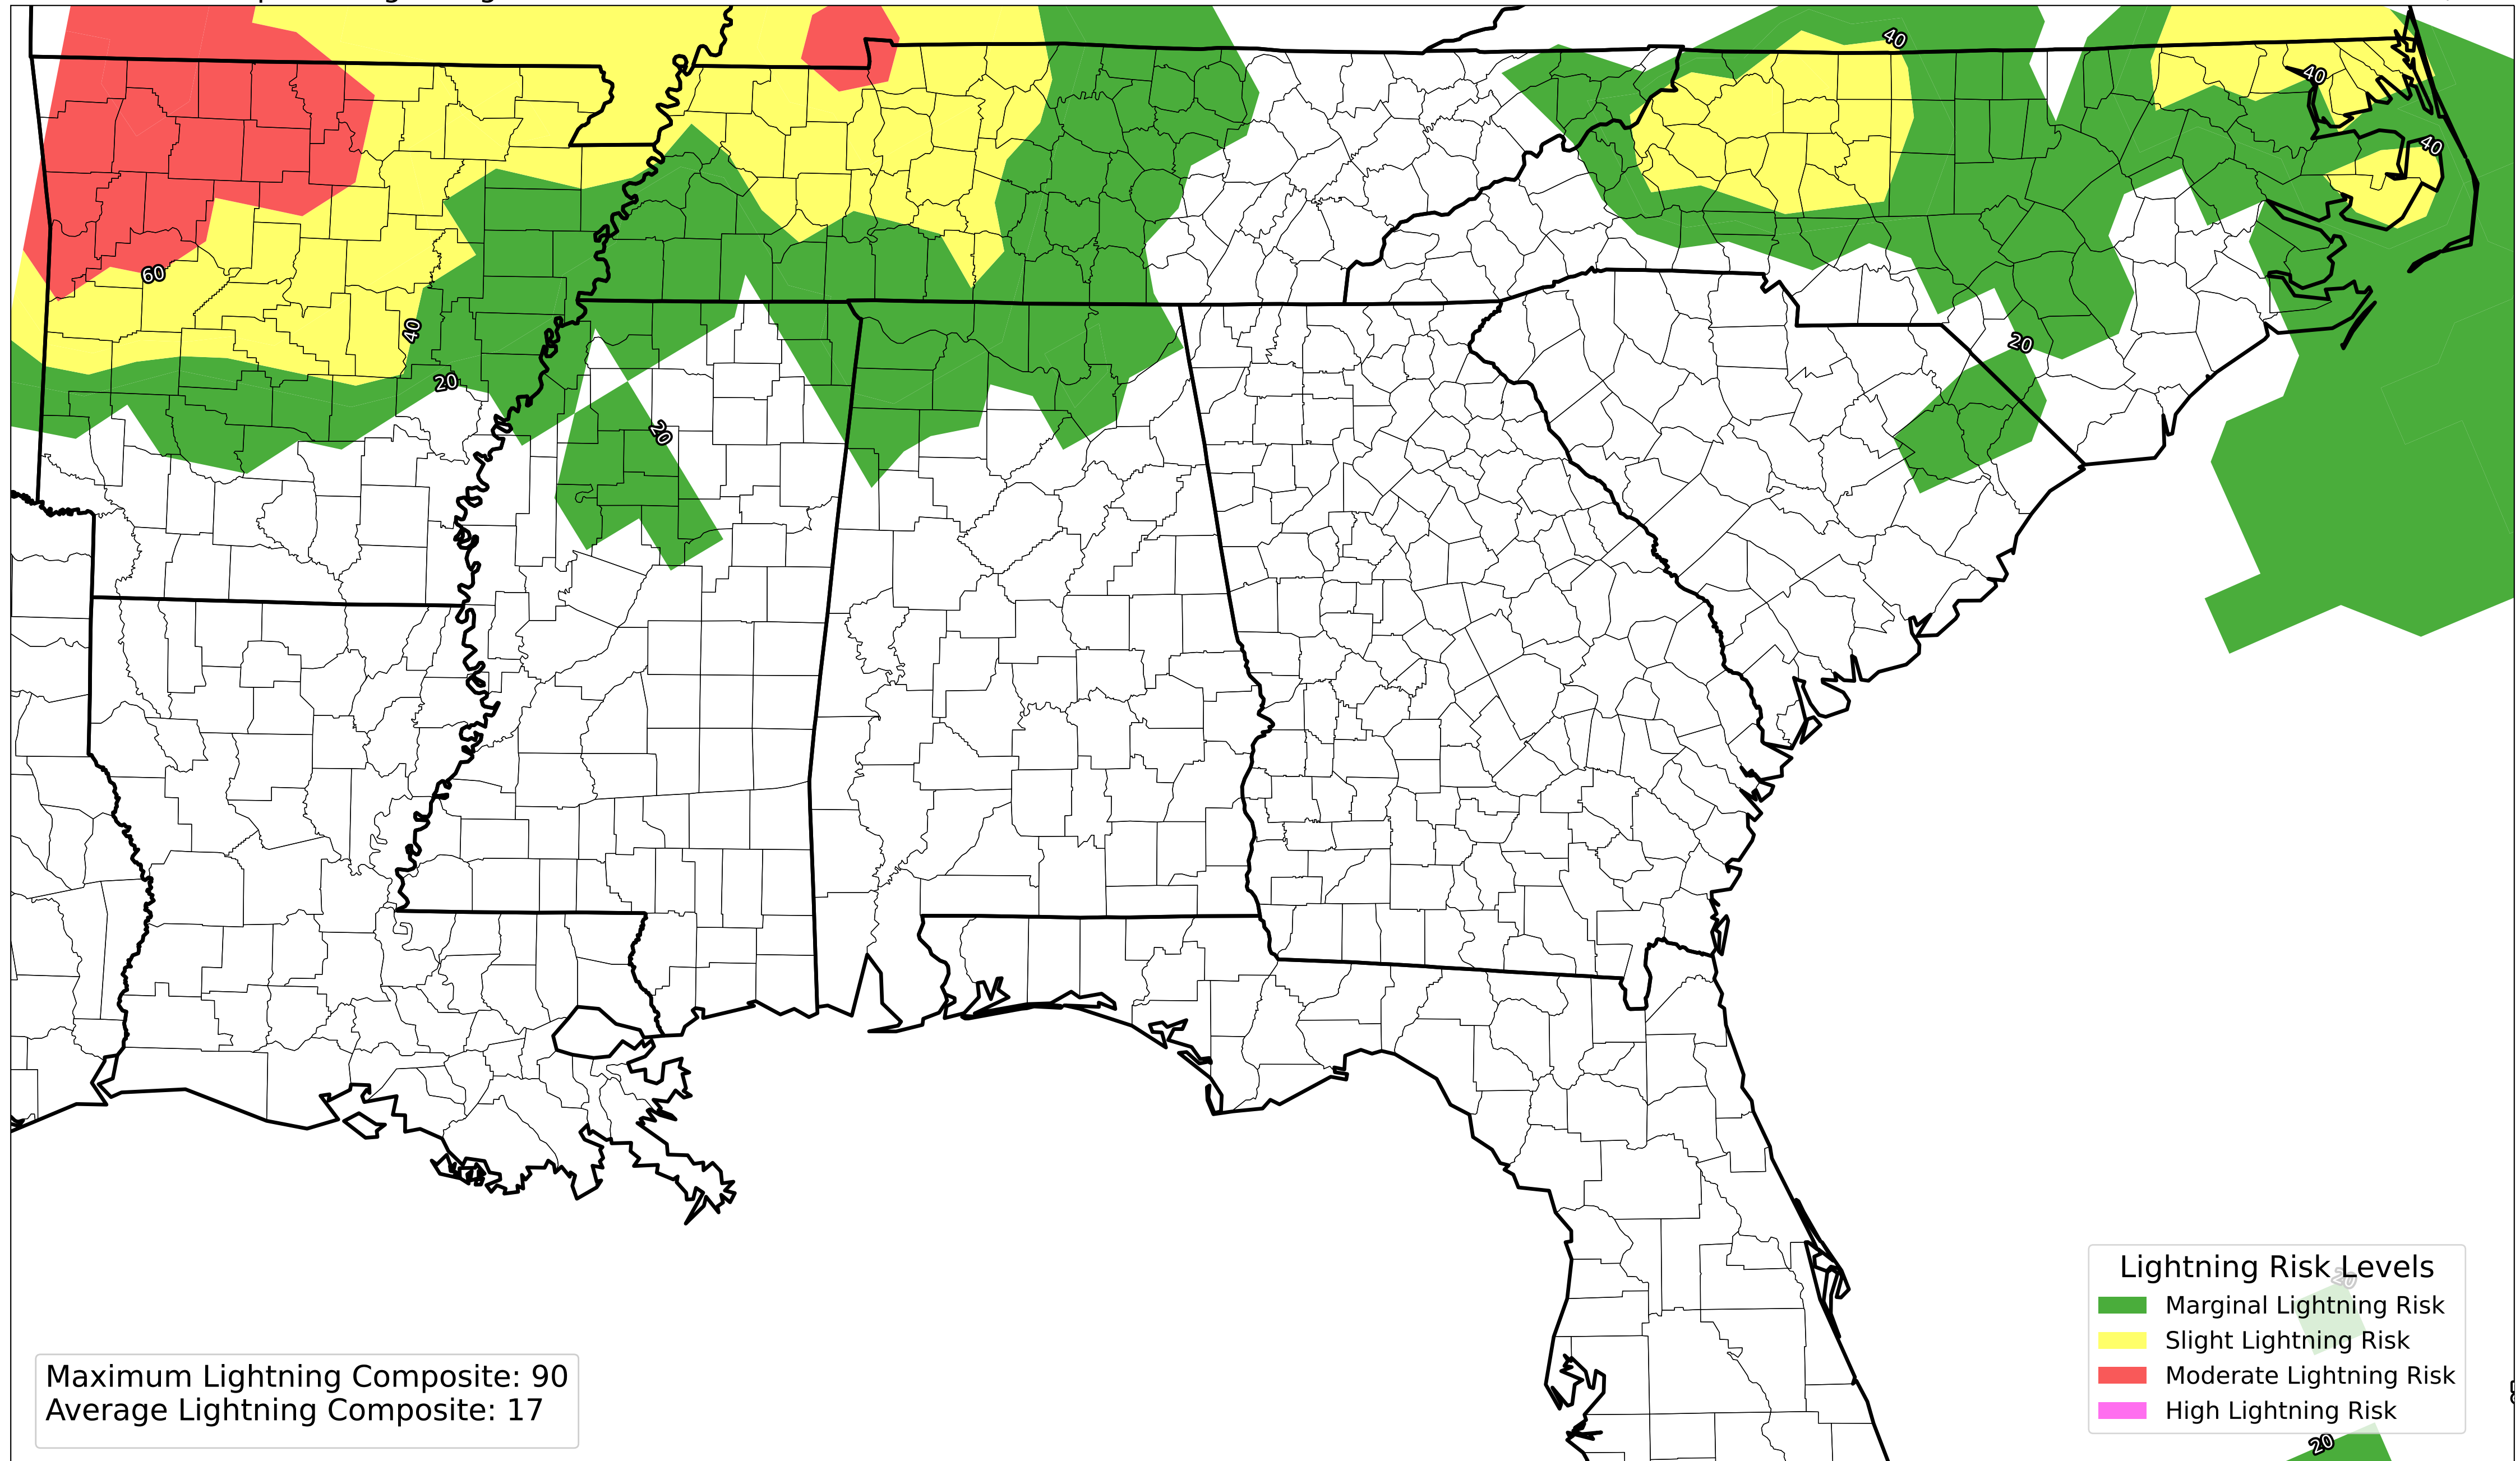 40
40
40
60
40
20
20
20
20
Lightning Risk Levels
Marginal Lightning Risk
Slight Lightning Risk
Moderate Lightning Risk
High Lightning Risk
Maximum Lightning Composite: 90
Average Lightning Composite: 17
20